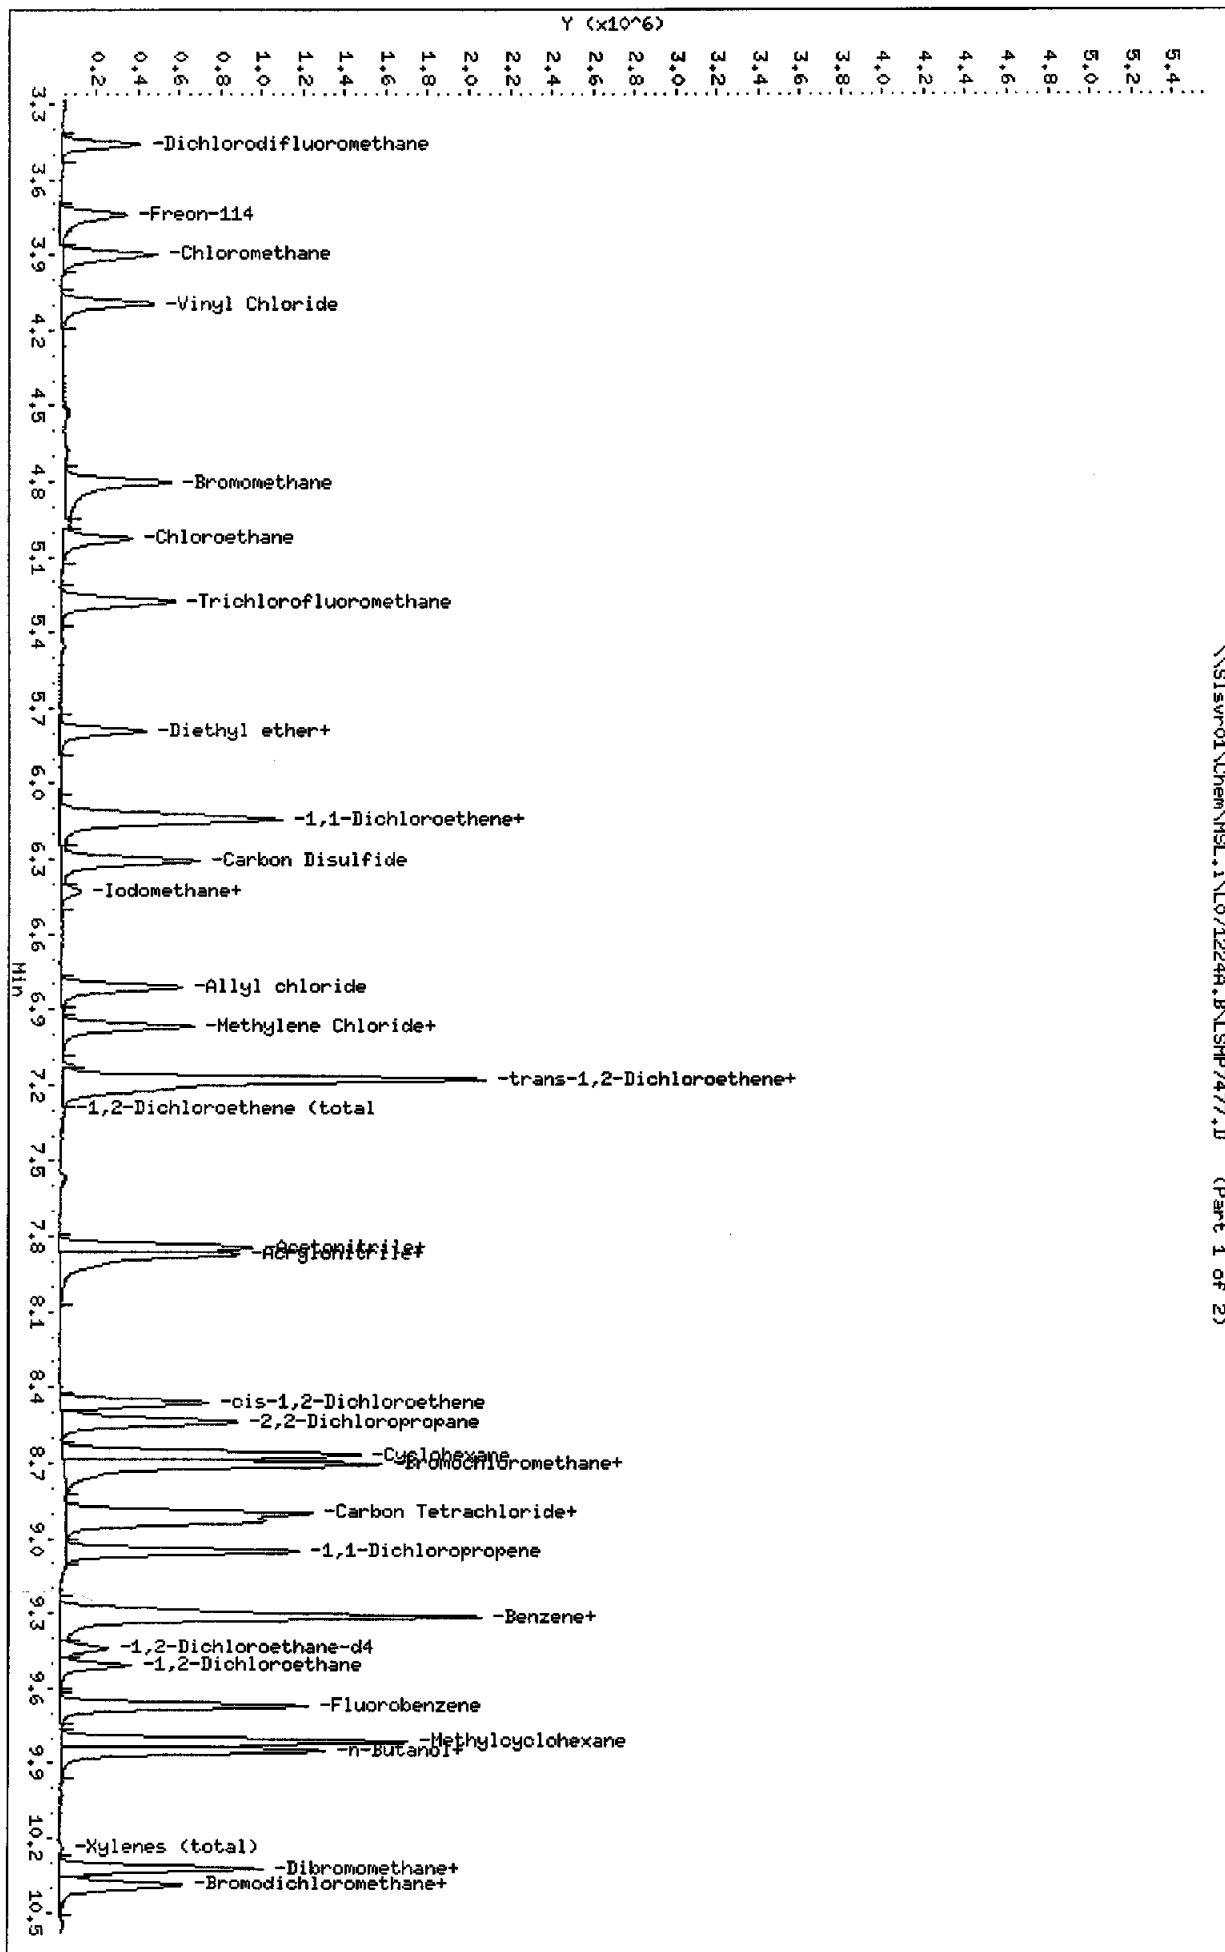 Y (x10^6)
0.2
0.4
0.6
0.8
1.0
1.2
1.4
1.6
1.8
2.0
2.2
2.4
2.6
2.8
3.0
3.2
3.4
3.6
3.8
4.0
4.2
4.4
4.6
4.8
5.0
5.2
5.4
3.3
-Dichlorodifluoromethane
3.6
-Freon-114
3.9
-Chloromethane
-Vinyl Chloride
4.2
4.5
4.8
-Bromomethane
-Chloroethane
5.1
-Trichlorofluoromethane
5.4
5.7
-Diethyl ether+
6.0
-1,1-Dichloroethene+
6.3
-Carbon Disulfide
-Iodomethane+
6.6
-Allyl chloride
6.9
-Methylene Chloride+
7.2
-trans-1,2-Dichloroethene+
-1,2-Dichloroethene (total
7.5
7.8
-Acetonitrile+
-Acrylonitrile+
8.1
8.4
-cis-1,2-Dichloroethene
-2,2-Dichloropropane
8.7
-Cyclohexane
-Bromochloromethane+
-Carbon Tetrachloride+
9.0
-1,1-Dichloropropene
9.3
-Benzene+
-1,2-Dichloroethane-d4
-1,2-Dichloroethane
9.6
-Fluorobenzene
-Methylcyclohexane
-n-Butanol+
9.9
10.2
-Xylenes (total)
-Dibromomethane+
-Bromodichloromethane+
10.5
Min
(Part 1 of 2)